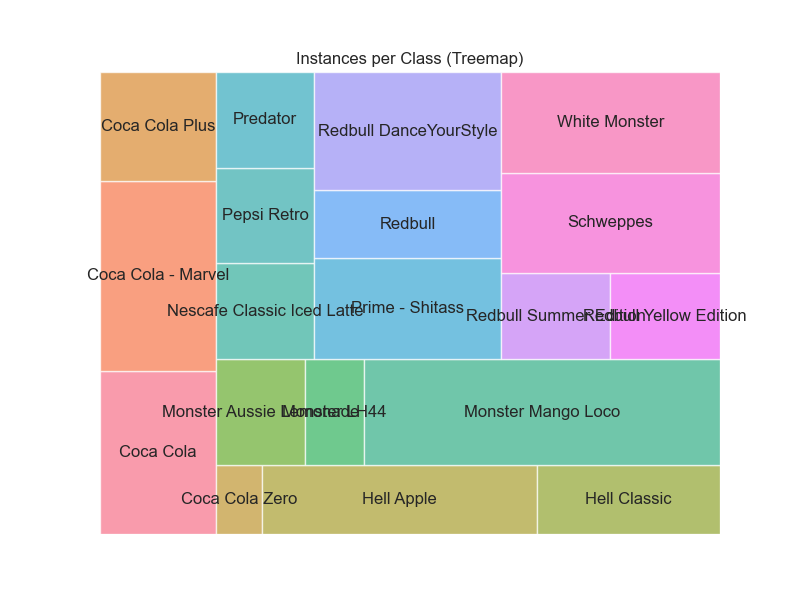 Instances per Class (Treemap)
Coca Cola Plus
Predator
Redbull DanceYourStyle
White Monster
Pepsi Retro
Redbull
Schweppes
Coca Cola - Marvel
Nescafe Classic Iced Latte
Prime - Shitass
Redbull Summer Edition
Redbull Yellow Edition
Monster Aussie Lemonade
Monster LH44
Monster Mango Loco
Coca Cola
Coca Cola Zero
Hell Apple
Hell Classic